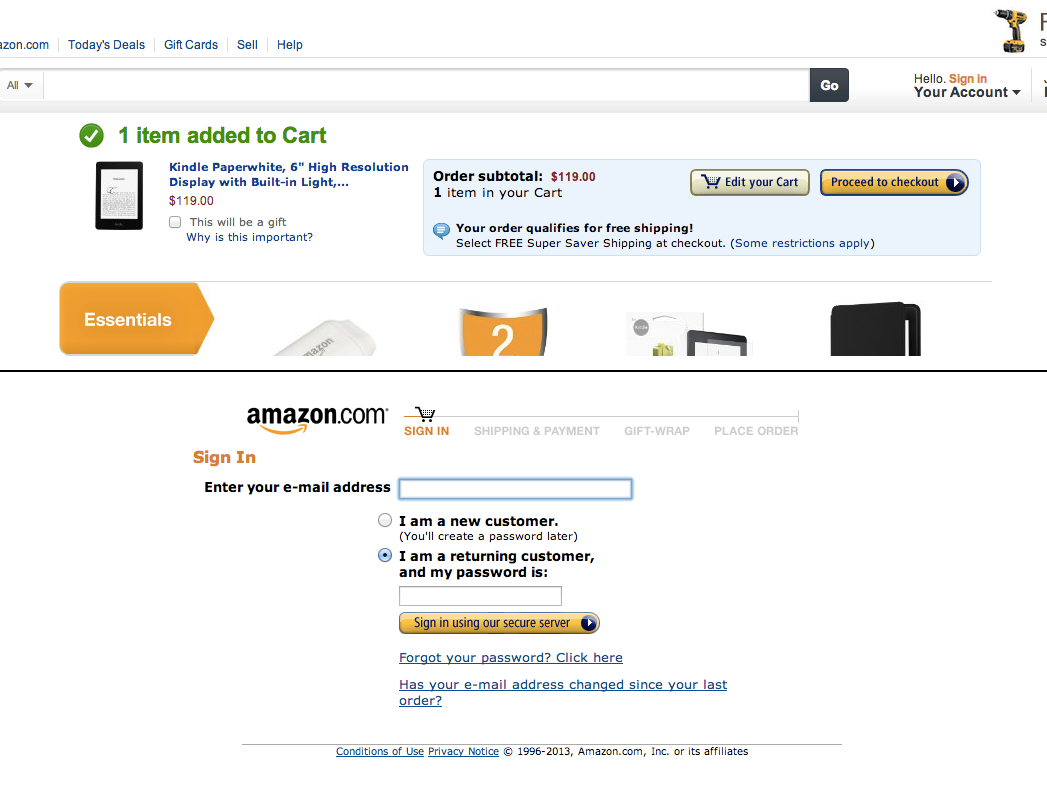 azon.com Today's Deals Gift Cards Sell Help
All Go
Hello. Sign in
Your Account
1 item added to Cart
Kindle Paperwhite, 6" High Resolution
Display with Built-in Light,...
$119.00
This will be a gift
Why is this important?
Order subtotal: $119.00
1 item in your Cart
Edit your Cart
Proceed to checkout
Your order qualifies for free shipping!
Select FREE Super Saver Shipping at checkout. (Some restrictions apply)
Essentials
amazon
2
kindle
amazon.com
SIGN IN SHIPPING & PAYMENT GIFT-WRAP PLACE ORDER
Sign In
Enter your e-mail address
I am a new customer.
(You'll create a password later)
I am a returning customer,
and my password is:
Sign in using our secure server
Forgot your password? Click here
Has your e-mail address changed since your last
order?
Conditions of Use Privacy Notice © 1996-2013, Amazon.com, Inc. or its affiliates